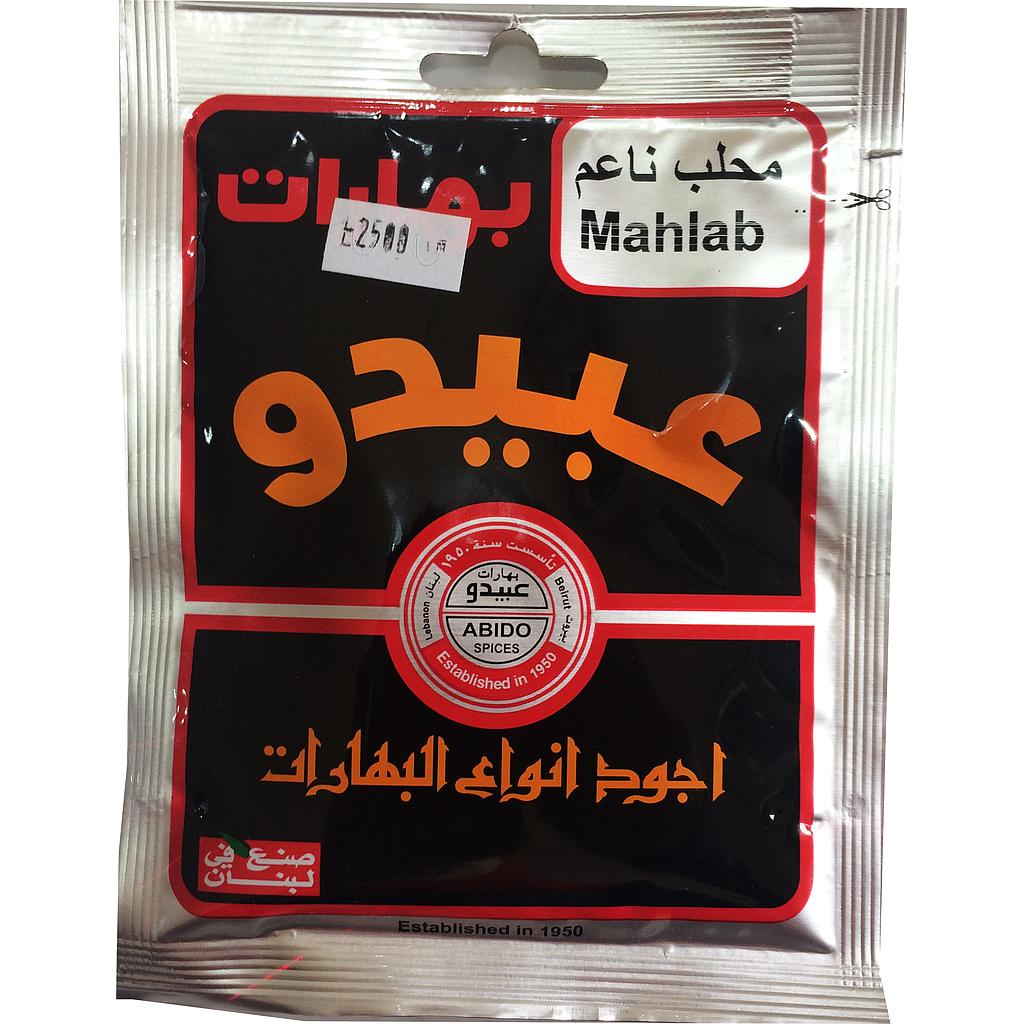 محلب ناعم
Mahlab
بهارات
£2500
عبيدو
تأسست سنة ١٩٥٠
لبنان Lebanon
Beirut بيروت
بهارات
عبيدو
ABIDO
SPICES
Established in 1950
اجود انواع البهارات
صنع في
لبنان
Established in 1950